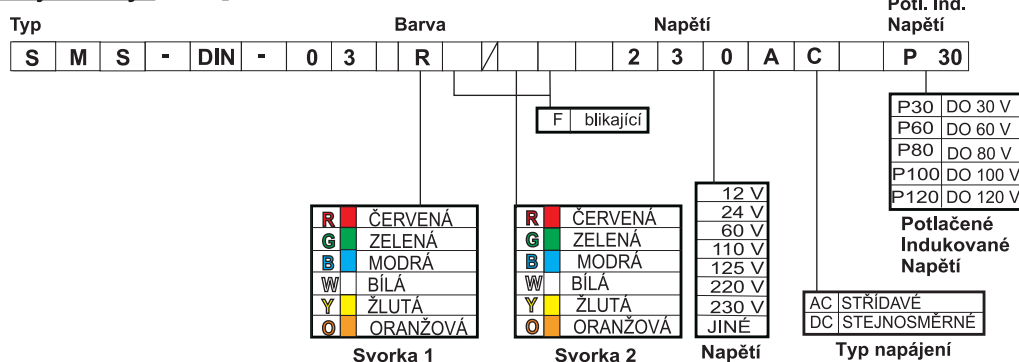 Potl. Ind.
Typ Barva Napětí Napětí
S M S - DIN - 0 3 R / 2 3 0 A C P 30
F blikající
P30 DO 30 V
P60 DO 60 V
P80 DO 80 V
P100 DO 100 V
P120 DO 120 V
Potlačené
Indukované
Napětí
R ČERVENÁ
G ZELENÁ
B MODRÁ
W BÍLÁ
Y ŽLUTÁ
O ORANŽOVÁ
Svorka 1
R ČERVENÁ
G ZELENÁ
B MODRÁ
W BÍLÁ
Y ŽLUTÁ
O ORANŽOVÁ
Svorka 2
12 V
24 V
60 V
110 V
125 V
220 V
230 V
JINÉ
Napětí
AC STŘÍDAVÉ
DC STEJNOSMĚRNÉ
Typ napájení